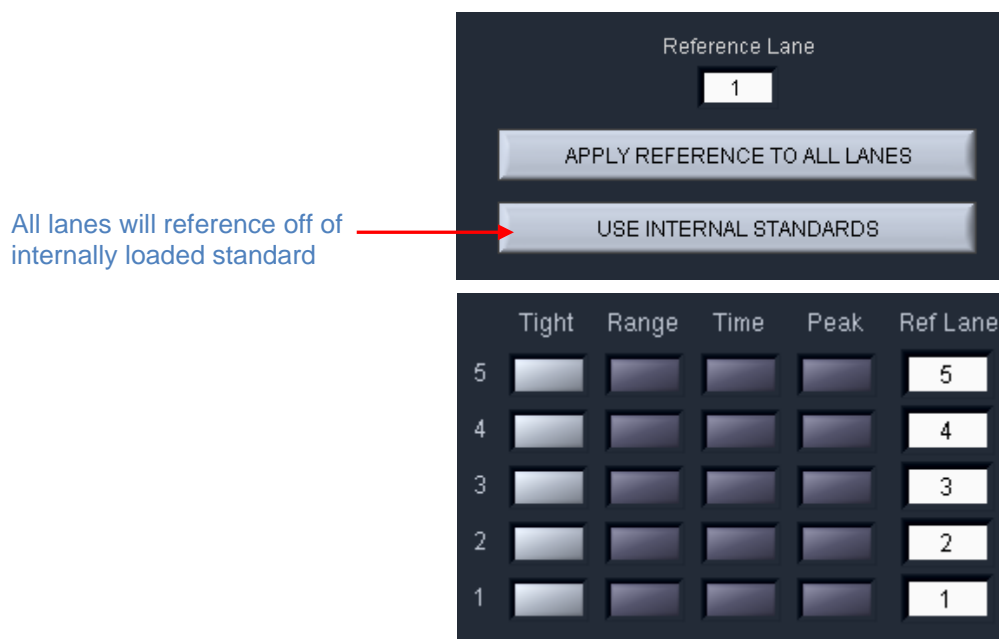 Reference Lane
1
APPLY REFERENCE TO ALL LANES
All lanes will reference off of
internally loaded standard
USE INTERNAL STANDARDS
Tight Range Time Peak Ref Lane
5 5
4 4
3 3
2 2
1 1